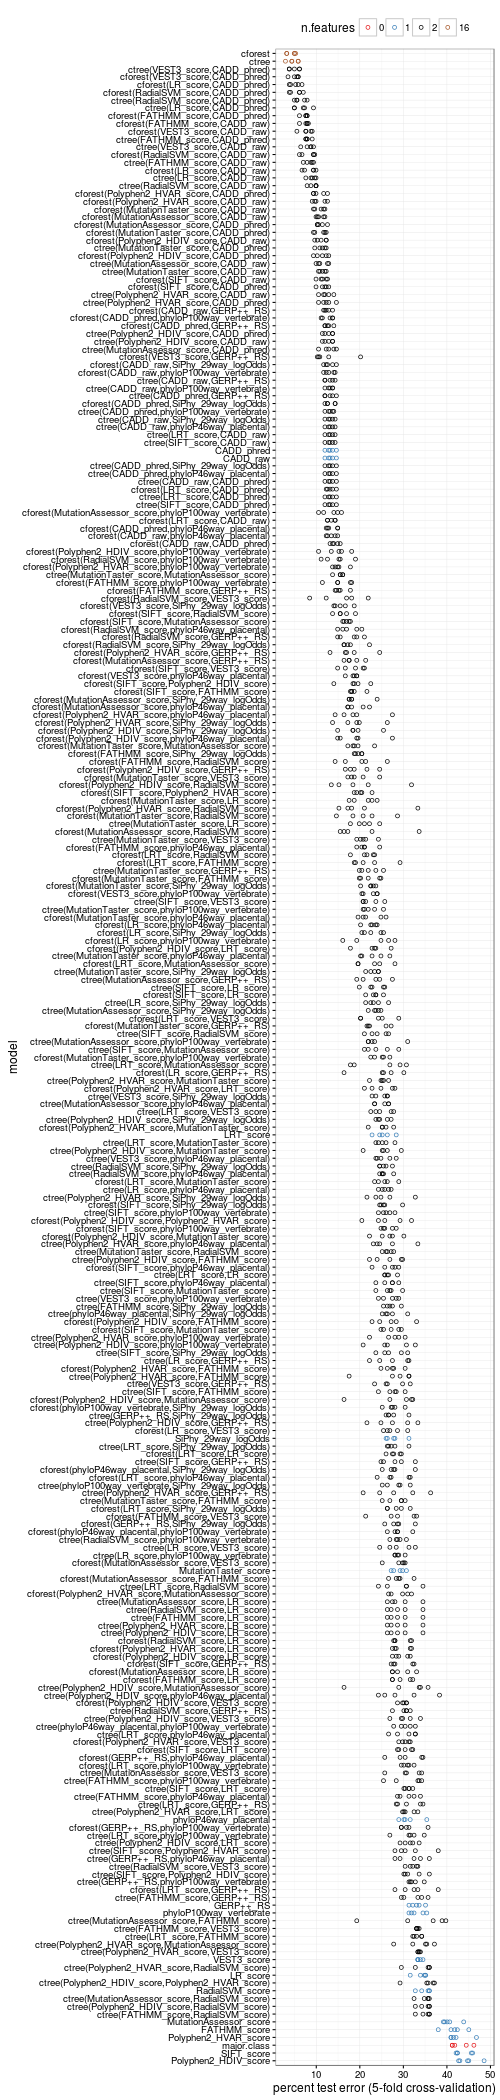 n.features 0 1 2 16
cforest
ctree
ctree(VEST3_score,CADD_phred)
cforest(VEST3_score,CADD_phred)
cforest(LR_score,CADD_phred)
cforest(RadialSVM_score,CADD_phred)
ctree(RadialSVM_score,CADD_phred)
ctree(LR_score,CADD_phred)
cforest(FATHMM_score,CADD_phred)
cforest(FATHMM_score,CADD_raw)
cforest(VEST3_score,CADD_raw)
ctree(FATHMM_score,CADD_phred)
ctree(VEST3_score,CADD_raw)
cforest(RadialSVM_score,CADD_raw)
ctree(FATHMM_score,CADD_raw)
cforest(LR_score,CADD_raw)
ctree(LR_score,CADD_raw)
ctree(RadialSVM_score,CADD_raw)
cforest(Polyphen2_HVAR_score,CADD_phred)
cforest(Polyphen2_HVAR_score,CADD_raw)
cforest(MutationTaster_score,CADD_raw)
cforest(MutationAssessor_score,CADD_raw)
cforest(MutationAssessor_score,CADD_phred)
cforest(MutationTaster_score,CADD_phred)
cforest(Polyphen2_HDIV_score,CADD_raw)
ctree(MutationTaster_score,CADD_phred)
cforest(Polyphen2_HDIV_score,CADD_phred)
ctree(MutationAssessor_score,CADD_raw)
ctree(MutationTaster_score,CADD_raw)
cforest(SIFT_score,CADD_raw)
cforest(SIFT_score,CADD_phred)
ctree(Polyphen2_HVAR_score,CADD_raw)
ctree(Polyphen2_HVAR_score,CADD_phred)
cforest(CADD_raw,GERP++_RS)
cforest(CADD_phred,phyloP100way_vertebrate)
cforest(CADD_phred,GERP++_RS)
ctree(Polyphen2_HDIV_score,CADD_phred)
ctree(Polyphen2_HDIV_score,CADD_raw)
ctree(MutationAssessor_score,CADD_phred)
cforest(VEST3_score,GERP++_RS)
cforest(CADD_raw,SiPhy_29way_logOdds)
cforest(CADD_raw,phyloP100way_vertebrate)
ctree(CADD_raw,GERP++_RS)
ctree(CADD_raw,phyloP100way_vertebrate)
ctree(CADD_phred,GERP++_RS)
cforest(CADD_phred,SiPhy_29way_logOdds)
ctree(CADD_phred,phyloP100way_vertebrate)
ctree(CADD_raw,SiPhy_29way_logOdds)
ctree(CADD_raw,phyloP46way_placental)
ctree(LRT_score,CADD_raw)
ctree(SIFT_score,CADD_raw)
CADD_phred
CADD_raw
ctree(CADD_phred,SiPhy_29way_logOdds)
ctree(CADD_phred,phyloP46way_placental)
ctree(CADD_raw,CADD_phred)
cforest(LRT_score,CADD_phred)
ctree(LRT_score,CADD_phred)
ctree(SIFT_score,CADD_phred)
cforest(MutationAssessor_score,phyloP100way_vertebrate)
cforest(LRT_score,CADD_raw)
cforest(CADD_phred,phyloP46way_placental)
cforest(CADD_raw,phyloP46way_placental)
cforest(CADD_raw,CADD_phred)
cforest(Polyphen2_HDIV_score,phyloP100way_vertebrate)
cforest(RadialSVM_score,phyloP100way_vertebrate)
cforest(Polyphen2_HVAR_score,phyloP100way_vertebrate)
ctree(MutationTaster_score,MutationAssessor_score)
cforest(FATHMM_score,phyloP100way_vertebrate)
cforest(FATHMM_score,GERP++_RS)
cforest(RadialSVM_score,VEST3_score)
cforest(VEST3_score,SiPhy_29way_logOdds)
cforest(SIFT_score,RadialSVM_score)
cforest(SIFT_score,MutationAssessor_score)
cforest(RadialSVM_score,phyloP46way_placental)
cforest(RadialSVM_score,GERP++_RS)
cforest(RadialSVM_score,SiPhy_29way_logOdds)
cforest(Polyphen2_HVAR_score,GERP++_RS)
cforest(MutationAssessor_score,GERP++_RS)
cforest(SIFT_score,VEST3_score)
cforest(VEST3_score,phyloP46way_placental)
cforest(SIFT_score,Polyphen2_HDIV_score)
cforest(SIFT_score,FATHMM_score)
cforest(MutationAssessor_score,SiPhy_29way_logOdds)
cforest(MutationAssessor_score,phyloP46way_placental)
cforest(Polyphen2_HVAR_score,phyloP46way_placental)
cforest(Polyphen2_HVAR_score,SiPhy_29way_logOdds)
cforest(Polyphen2_HDIV_score,SiPhy_29way_logOdds)
cforest(Polyphen2_HDIV_score,phyloP46way_placental)
cforest(MutationTaster_score,MutationAssessor_score)
cforest(FATHMM_score,SiPhy_29way_logOdds)
cforest(FATHMM_score,RadialSVM_score)
cforest(Polyphen2_HDIV_score,GERP++_RS)
cforest(MutationTaster_score,VEST3_score)
cforest(Polyphen2_HDIV_score,RadialSVM_score)
cforest(SIFT_score,Polyphen2_HVAR_score)
cforest(MutationTaster_score,LR_score)
cforest(Polyphen2_HVAR_score,RadialSVM_score)
cforest(MutationTaster_score,RadialSVM_score)
ctree(MutationTaster_score,LR_score)
cforest(MutationAssessor_score,RadialSVM_score)
ctree(MutationTaster_score,VEST3_score)
cforest(FATHMM_score,phyloP46way_placental)
cforest(LRT_score,RadialSVM_score)
cforest(LRT_score,FATHMM_score)
ctree(MutationTaster_score,GERP++_RS)
cforest(MutationTaster_score,FATHMM_score)
cforest(MutationTaster_score,SiPhy_29way_logOdds)
cforest(VEST3_score,phyloP100way_vertebrate)
ctree(SIFT_score,VEST3_score)
ctree(MutationTaster_score,phyloP100way_vertebrate)
cforest(MutationTaster_score,phyloP46way_placental)
cforest(LR_score,phyloP46way_placental)
cforest(LR_score,SiPhy_29way_logOdds)
cforest(LR_score,phyloP100way_vertebrate)
cforest(Polyphen2_HDIV_score,LRT_score)
ctree(MutationTaster_score,phyloP46way_placental)
cforest(LRT_score,MutationAssessor_score)
ctree(MutationTaster_score,SiPhy_29way_logOdds)
ctree(MutationAssessor_score,GERP++_RS)
ctree(SIFT_score,LR_score)
cforest(SIFT_score,LR_score)
ctree(LR_score,SiPhy_29way_logOdds)
ctree(MutationAssessor_score,SiPhy_29way_logOdds)
cforest(LRT_score,VEST3_score)
cforest(MutationTaster_score,GERP++_RS)
ctree(SIFT_score,RadialSVM_score)
ctree(MutationAssessor_score,phyloP100way_vertebrate)
ctree(SIFT_score,MutationAssessor_score)
cforest(MutationTaster_score,phyloP100way_vertebrate)
ctree(LRT_score,MutationAssessor_score)
cforest(LR_score,GERP++_RS)
ctree(Polyphen2_HVAR_score,MutationTaster_score)
cforest(Polyphen2_HVAR_score,LRT_score)
ctree(VEST3_score,SiPhy_29way_logOdds)
ctree(MutationAssessor_score,phyloP46way_placental)
ctree(LRT_score,VEST3_score)
ctree(Polyphen2_HDIV_score,SiPhy_29way_logOdds)
cforest(Polyphen2_HVAR_score,MutationTaster_score)
LRT_score
ctree(LRT_score,MutationTaster_score)
ctree(Polyphen2_HDIV_score,MutationTaster_score)
ctree(VEST3_score,phyloP46way_placental)
ctree(RadialSVM_score,SiPhy_29way_logOdds)
ctree(RadialSVM_score,phyloP46way_placental)
cforest(LRT_score,MutationTaster_score)
ctree(LR_score,phyloP46way_placental)
ctree(Polyphen2_HVAR_score,SiPhy_29way_logOdds)
cforest(SIFT_score,SiPhy_29way_logOdds)
ctree(SIFT_score,phyloP100way_vertebrate)
cforest(Polyphen2_HDIV_score,Polyphen2_HVAR_score)
cforest(SIFT_score,phyloP100way_vertebrate)
cforest(Polyphen2_HDIV_score,MutationTaster_score)
ctree(Polyphen2_HVAR_score,phyloP46way_placental)
ctree(MutationTaster_score,RadialSVM_score)
ctree(Polyphen2_HDIV_score,FATHMM_score)
cforest(SIFT_score,phyloP46way_placental)
ctree(LRT_score,LR_score)
ctree(SIFT_score,phyloP46way_placental)
ctree(SIFT_score,MutationTaster_score)
ctree(VEST3_score,phyloP100way_vertebrate)
ctree(FATHMM_score,SiPhy_29way_logOdds)
ctree(phyloP46way_placental,SiPhy_29way_logOdds)
cforest(Polyphen2_HDIV_score,FATHMM_score)
cforest(SIFT_score,MutationTaster_score)
ctree(Polyphen2_HVAR_score,phyloP100way_vertebrate)
ctree(Polyphen2_HDIV_score,phyloP100way_vertebrate)
ctree(SIFT_score,SiPhy_29way_logOdds)
ctree(LR_score,GERP++_RS)
cforest(Polyphen2_HVAR_score,FATHMM_score)
ctree(Polyphen2_HVAR_score,FATHMM_score)
ctree(VEST3_score,GERP++_RS)
ctree(SIFT_score,FATHMM_score)
cforest(Polyphen2_HDIV_score,MutationAssessor_score)
cforest(phyloP100way_vertebrate,SiPhy_29way_logOdds)
ctree(GERP++_RS,SiPhy_29way_logOdds)
ctree(Polyphen2_HDIV_score,GERP++_RS)
cforest(LR_score,VEST3_score)
SiPhy_29way_logOdds
ctree(LRT_score,SiPhy_29way_logOdds)
cforest(LRT_score,LR_score)
ctree(SIFT_score,GERP++_RS)
cforest(phyloP46way_placental,SiPhy_29way_logOdds)
cforest(LRT_score,phyloP46way_placental)
ctree(phyloP100way_vertebrate,SiPhy_29way_logOdds)
ctree(Polyphen2_HVAR_score,GERP++_RS)
ctree(MutationTaster_score,FATHMM_score)
cforest(LRT_score,SiPhy_29way_logOdds)
cforest(FATHMM_score,VEST3_score)
cforest(GERP++_RS,SiPhy_29way_logOdds)
cforest(phyloP46way_placental,phyloP100way_vertebrate)
ctree(RadialSVM_score,phyloP100way_vertebrate)
ctree(LR_score,VEST3_score)
ctree(LR_score,phyloP100way_vertebrate)
cforest(MutationAssessor_score,VEST3_score)
MutationTaster_score
cforest(MutationAssessor_score,FATHMM_score)
ctree(LRT_score,RadialSVM_score)
cforest(Polyphen2_HVAR_score,MutationAssessor_score)
ctree(MutationAssessor_score,LR_score)
ctree(RadialSVM_score,LR_score)
ctree(FATHMM_score,LR_score)
ctree(Polyphen2_HVAR_score,LR_score)
ctree(Polyphen2_HDIV_score,LR_score)
cforest(RadialSVM_score,LR_score)
cforest(Polyphen2_HVAR_score,LR_score)
cforest(Polyphen2_HDIV_score,LR_score)
cforest(SIFT_score,GERP++_RS)
cforest(MutationAssessor_score,LR_score)
cforest(FATHMM_score,LR_score)
ctree(Polyphen2_HDIV_score,MutationAssessor_score)
ctree(Polyphen2_HDIV_score,phyloP46way_placental)
cforest(Polyphen2_HDIV_score,VEST3_score)
ctree(RadialSVM_score,GERP++_RS)
ctree(Polyphen2_HDIV_score,VEST3_score)
ctree(phyloP46way_placental,phyloP100way_vertebrate)
ctree(LRT_score,phyloP46way_placental)
cforest(Polyphen2_HVAR_score,VEST3_score)
cforest(SIFT_score,LRT_score)
cforest(GERP++_RS,phyloP46way_placental)
cforest(LRT_score,phyloP100way_vertebrate)
ctree(MutationAssessor_score,VEST3_score)
ctree(FATHMM_score,phyloP100way_vertebrate)
ctree(SIFT_score,LRT_score)
ctree(FATHMM_score,phyloP46way_placental)
ctree(LRT_score,GERP++_RS)
ctree(Polyphen2_HVAR_score,LRT_score)
phyloP46way_placental
cforest(GERP++_RS,phyloP100way_vertebrate)
ctree(LRT_score,phyloP100way_vertebrate)
ctree(Polyphen2_HDIV_score,LRT_score)
ctree(SIFT_score,Polyphen2_HVAR_score)
ctree(GERP++_RS,phyloP46way_placental)
ctree(RadialSVM_score,VEST3_score)
ctree(SIFT_score,Polyphen2_HDIV_score)
ctree(GERP++_RS,phyloP100way_vertebrate)
cforest(LRT_score,GERP++_RS)
ctree(FATHMM_score,GERP++_RS)
GERP++_RS
phyloP100way_vertebrate
ctree(MutationAssessor_score,FATHMM_score)
ctree(FATHMM_score,VEST3_score)
ctree(LRT_score,FATHMM_score)
ctree(Polyphen2_HVAR_score,MutationAssessor_score)
ctree(Polyphen2_HVAR_score,VEST3_score)
VEST3_score
ctree(Polyphen2_HVAR_score,RadialSVM_score)
LR_score
ctree(Polyphen2_HDIV_score,Polyphen2_HVAR_score)
RadialSVM_score
ctree(MutationAssessor_score,RadialSVM_score)
ctree(Polyphen2_HDIV_score,RadialSVM_score)
ctree(FATHMM_score,RadialSVM_score)
MutationAssessor_score
FATHMM_score
Polyphen2_HVAR_score
major.class
SIFT_score
Polyphen2_HDIV_score
model
10 20 30 40 50
percent test error (5-fold cross-validation)